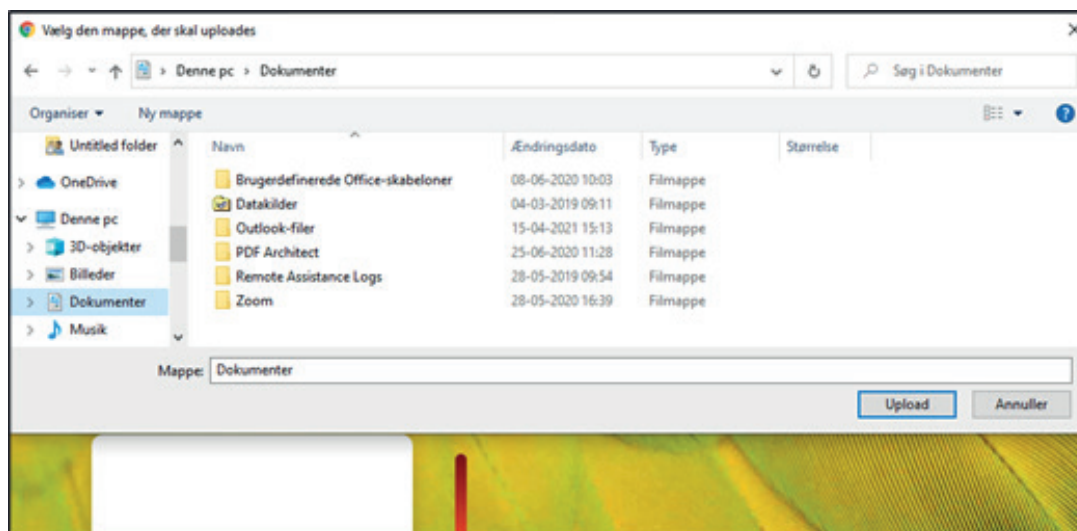 Vælg den mappe, der skal uploades
Denne pc > Dokumenter
Søg i Dokumenter
Organiser Ny mappe
?
Untitled folder
OneDrive
Denne pc
3D-objekter
Billeder
Dokumenter
Musik
Navn Ændringsdato Type Størrelse
Brugerdefinerede Office-skabeloner 08-06-2020 10:03 Filmappe
Datakilder 04-03-2019 09:11 Filmappe
Outlook-filer 15-04-2021 15:13 Filmappe
PDF Architect 25-06-2020 11:28 Filmappe
Remote Assistance Logs 28-05-2019 09:54 Filmappe
Zoom 28-05-2020 16:39 Filmappe
Mappe: Dokumenter
Upload Annuller